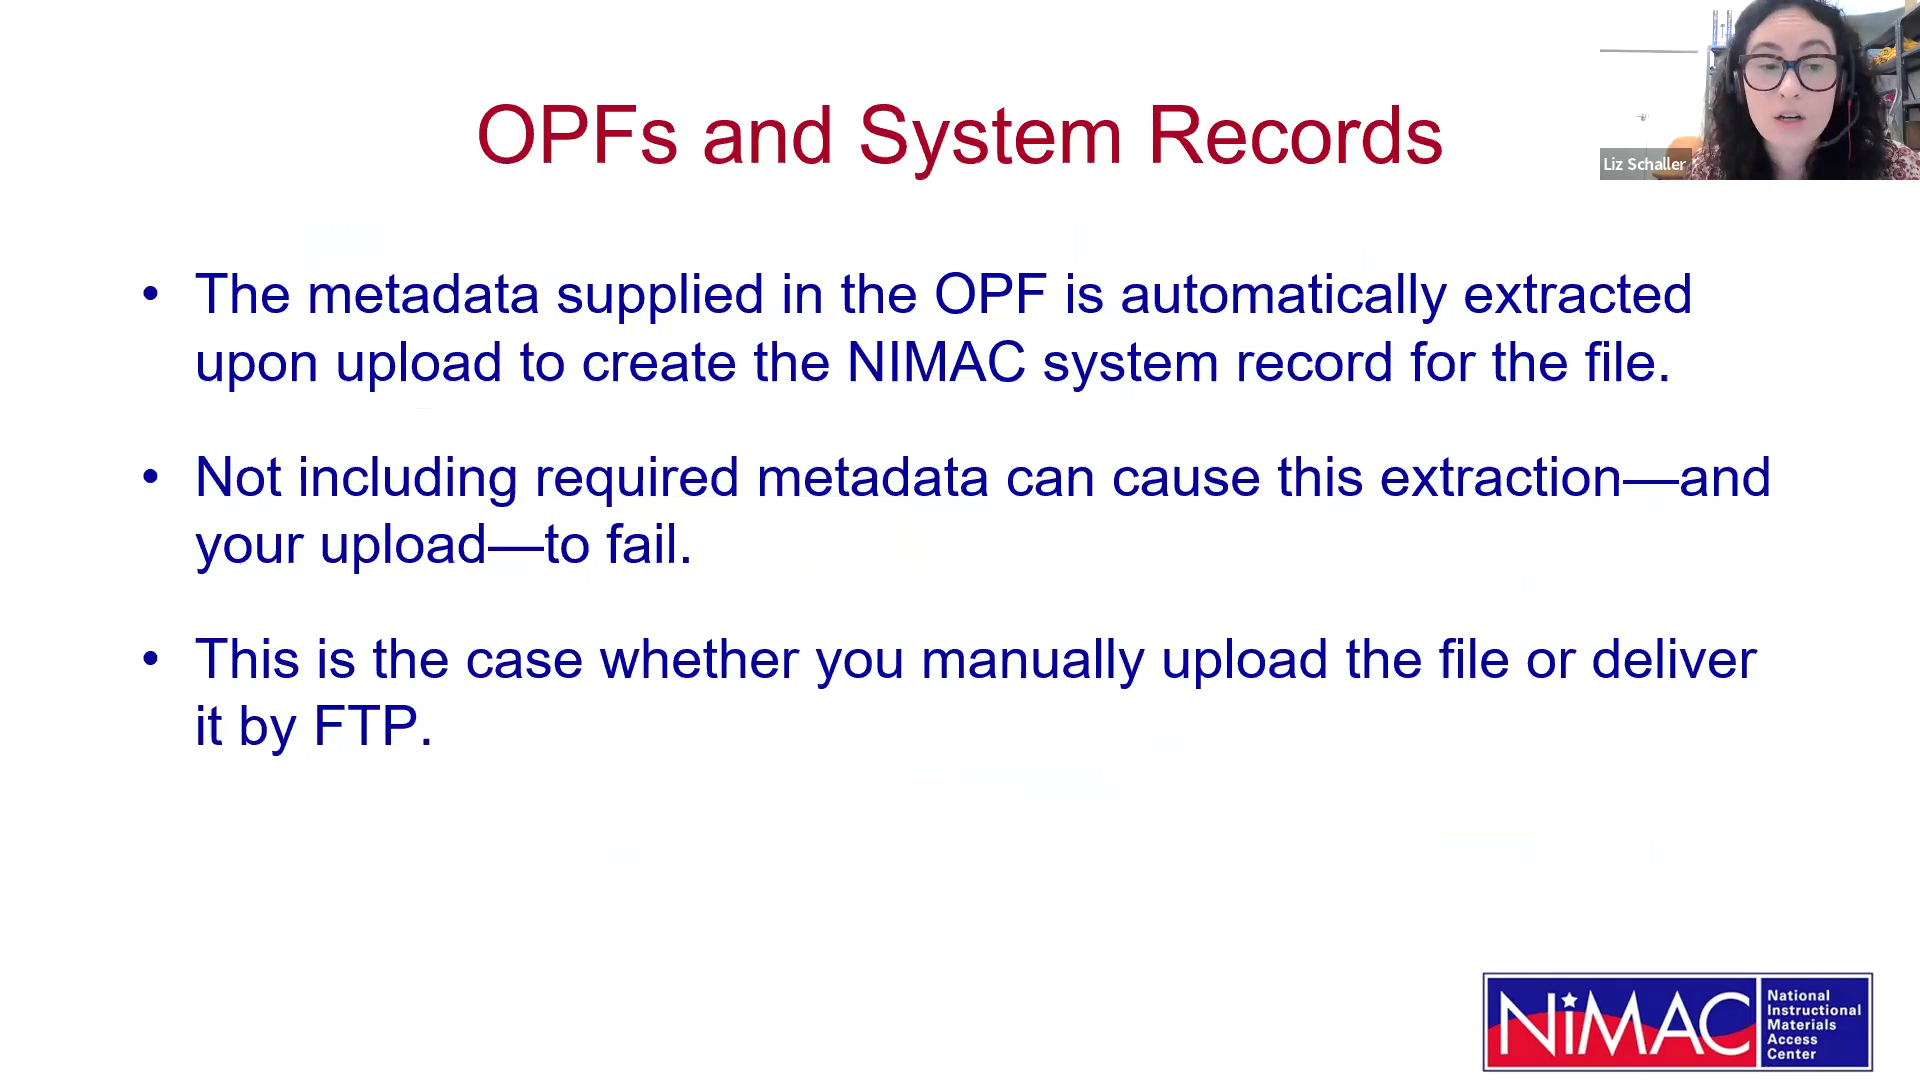 OPFs and System Records
Liz Schaller
• The metadata supplied in the OPF is automatically extracted
upon upload to create the NIMAC system record for the file.
• Not including required metadata can cause this extraction—and
your upload—to fail.
• This is the case whether you manually upload the file or deliver
it by FTP.
NiMAC
National
Instructional
Materials
Access
Center